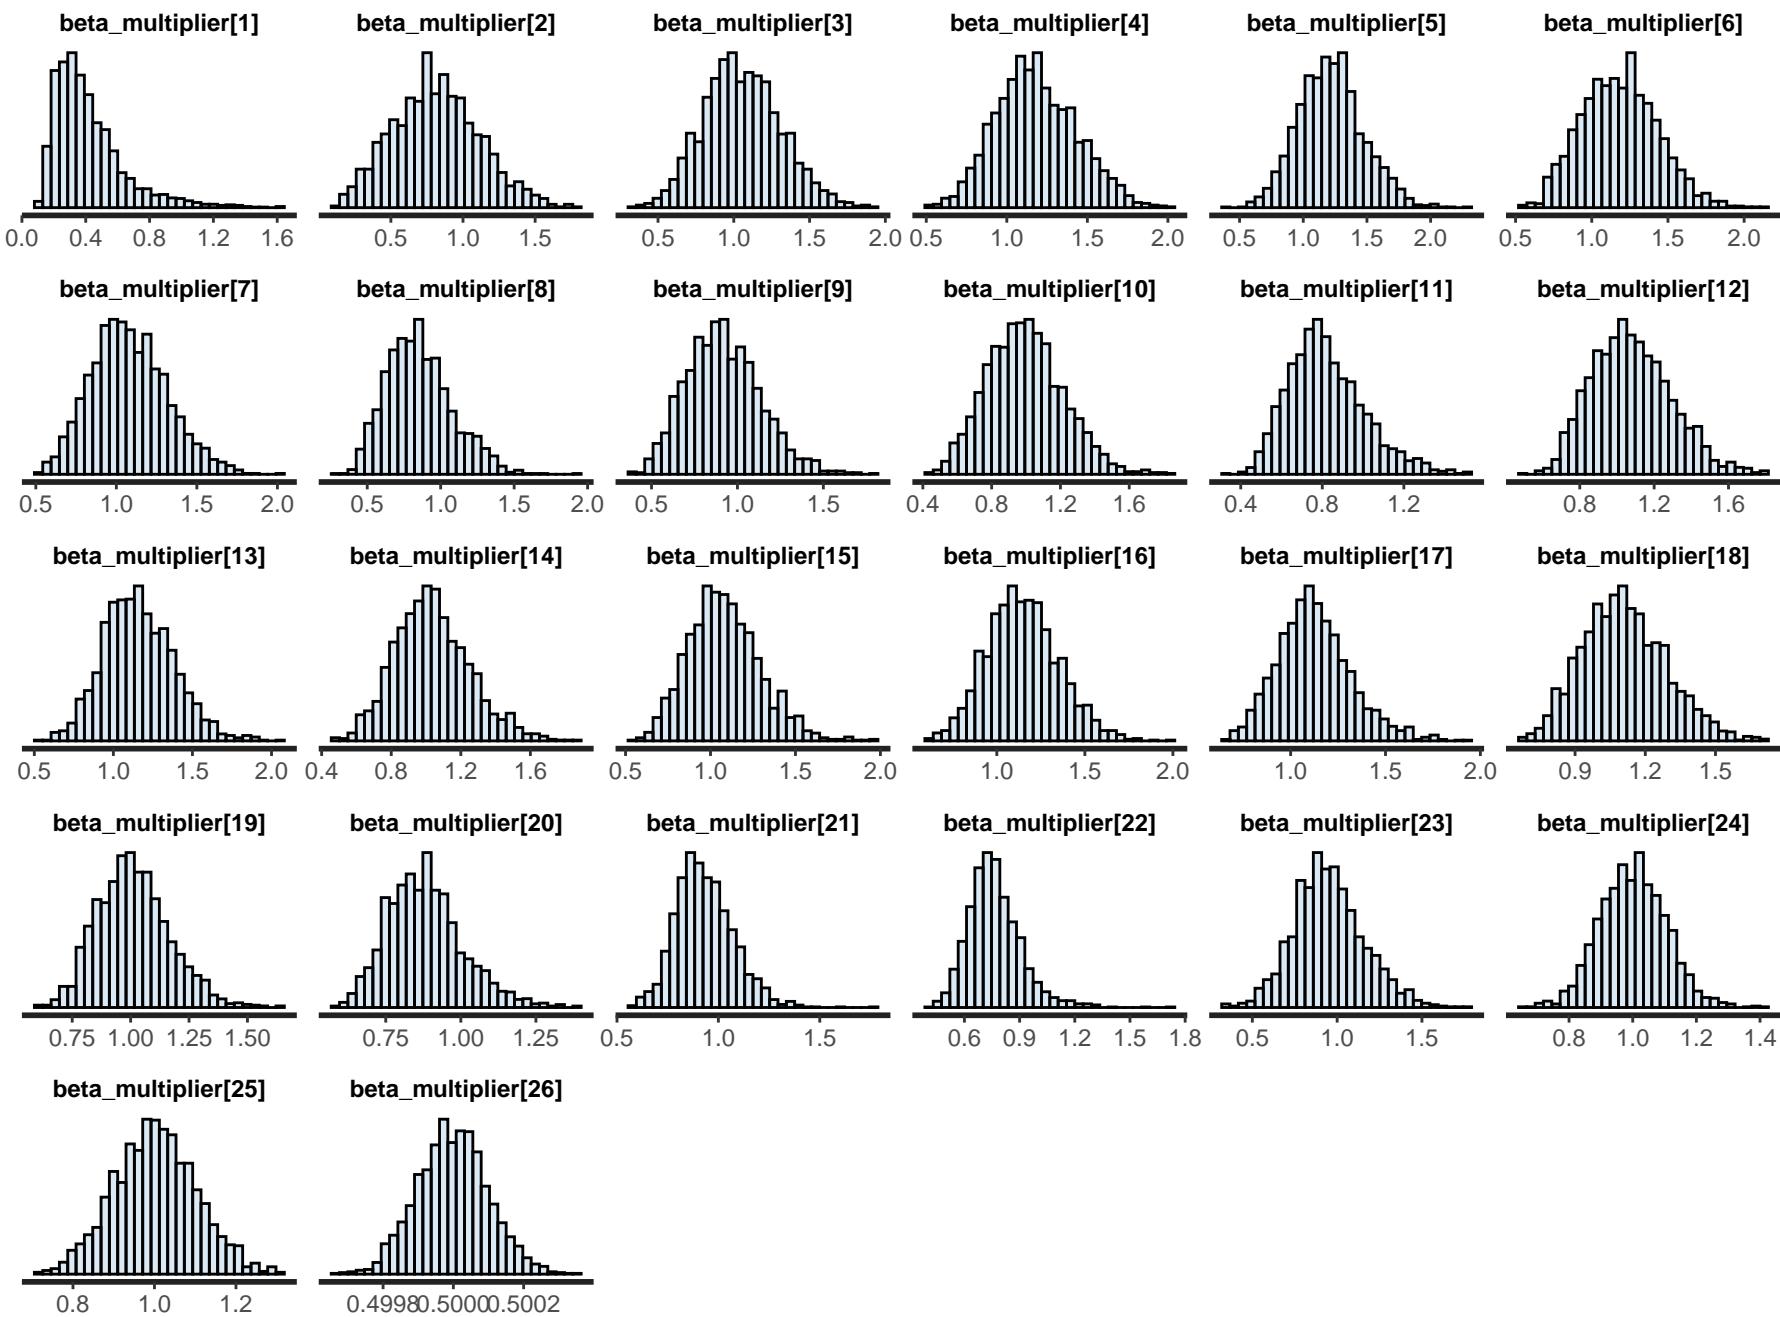 beta_multiplier[1] beta_multiplier[2] beta_multiplier[3] beta_multiplier[4] beta_multiplier[5] beta_multiplier[6]
0.0 0.4 0.8 1.2 1.6 0.5 1.0 1.5 0.5 1.0 1.5 2.0 0.5 1.0 1.5 2.0 0.5 1.0 1.5 2.0 0.5 1.0 1.5 2.0
beta_multiplier[7] beta_multiplier[8] beta_multiplier[9] beta_multiplier[10] beta_multiplier[11] beta_multiplier[12]
0.5 1.0 1.5 2.0 0.5 1.0 1.5 2.0 0.5 1.0 1.5 0.4 0.8 1.2 1.6 0.4 0.8 1.2 0.8 1.2 1.6
beta_multiplier[13] beta_multiplier[14] beta_multiplier[15] beta_multiplier[16] beta_multiplier[17] beta_multiplier[18]
0.5 1.0 1.5 2.0 0.4 0.8 1.2 1.6 0.5 1.0 1.5 2.0 1.0 1.5 2.0 1.0 1.5 2.0 0.9 1.2 1.5
beta_multiplier[19] beta_multiplier[20] beta_multiplier[21] beta_multiplier[22] beta_multiplier[23] beta_multiplier[24]
0.75 1.00 1.25 1.50 0.75 1.00 1.25 0.5 1.0 1.5 0.6 0.9 1.2 1.5 1.8 0.5 1.0 1.5 0.8 1.0 1.2 1.4
beta_multiplier[25] beta_multiplier[26]
0.8 1.0 1.2 0.4998 0.5000 0.5002